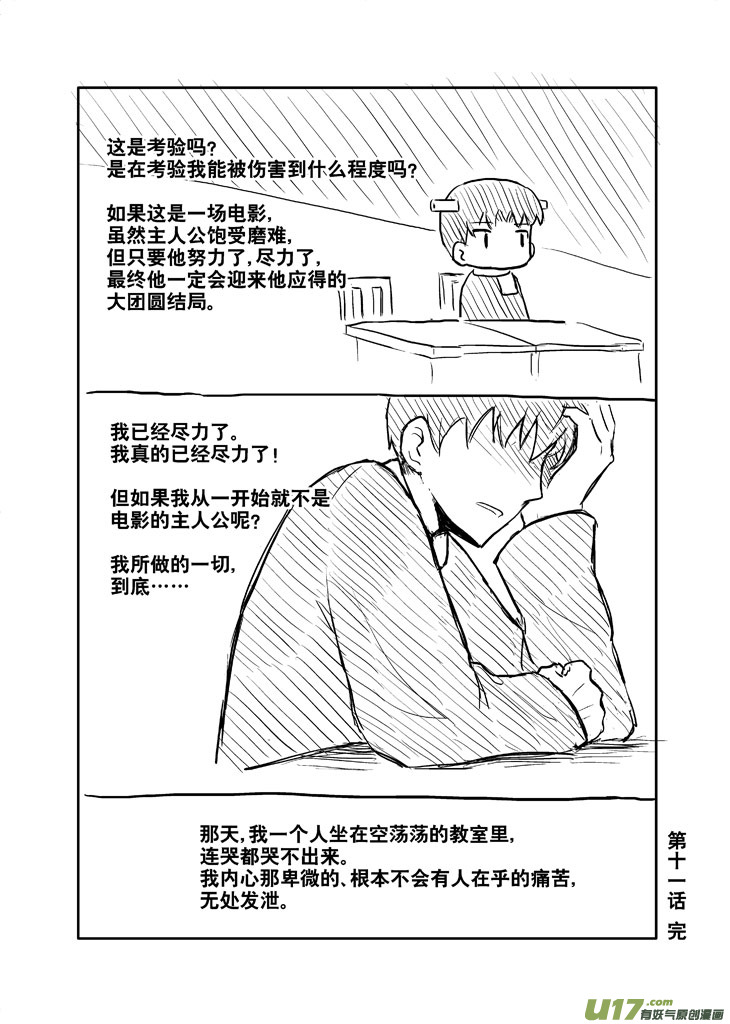 这是考验吗？
是在考验我能被伤害到什么程度吗？
如果这是一场电影，
虽然主人公饱受磨难，
但只要他努力了，尽力了，
最终他一定会迎来他应得的
大团圆结局。
我已经尽力了。
我真的已经尽力了！
但如果我从一开始就不是
电影的主人公呢？
我所做的一切，
到底……
那天，我一个人坐在空荡荡的教室里，
连哭都哭不出来。
我内心那卑微的、根本不会有人在乎的痛苦，
无处发泄。
第十一话 完
U17.com
有妖气原创漫画